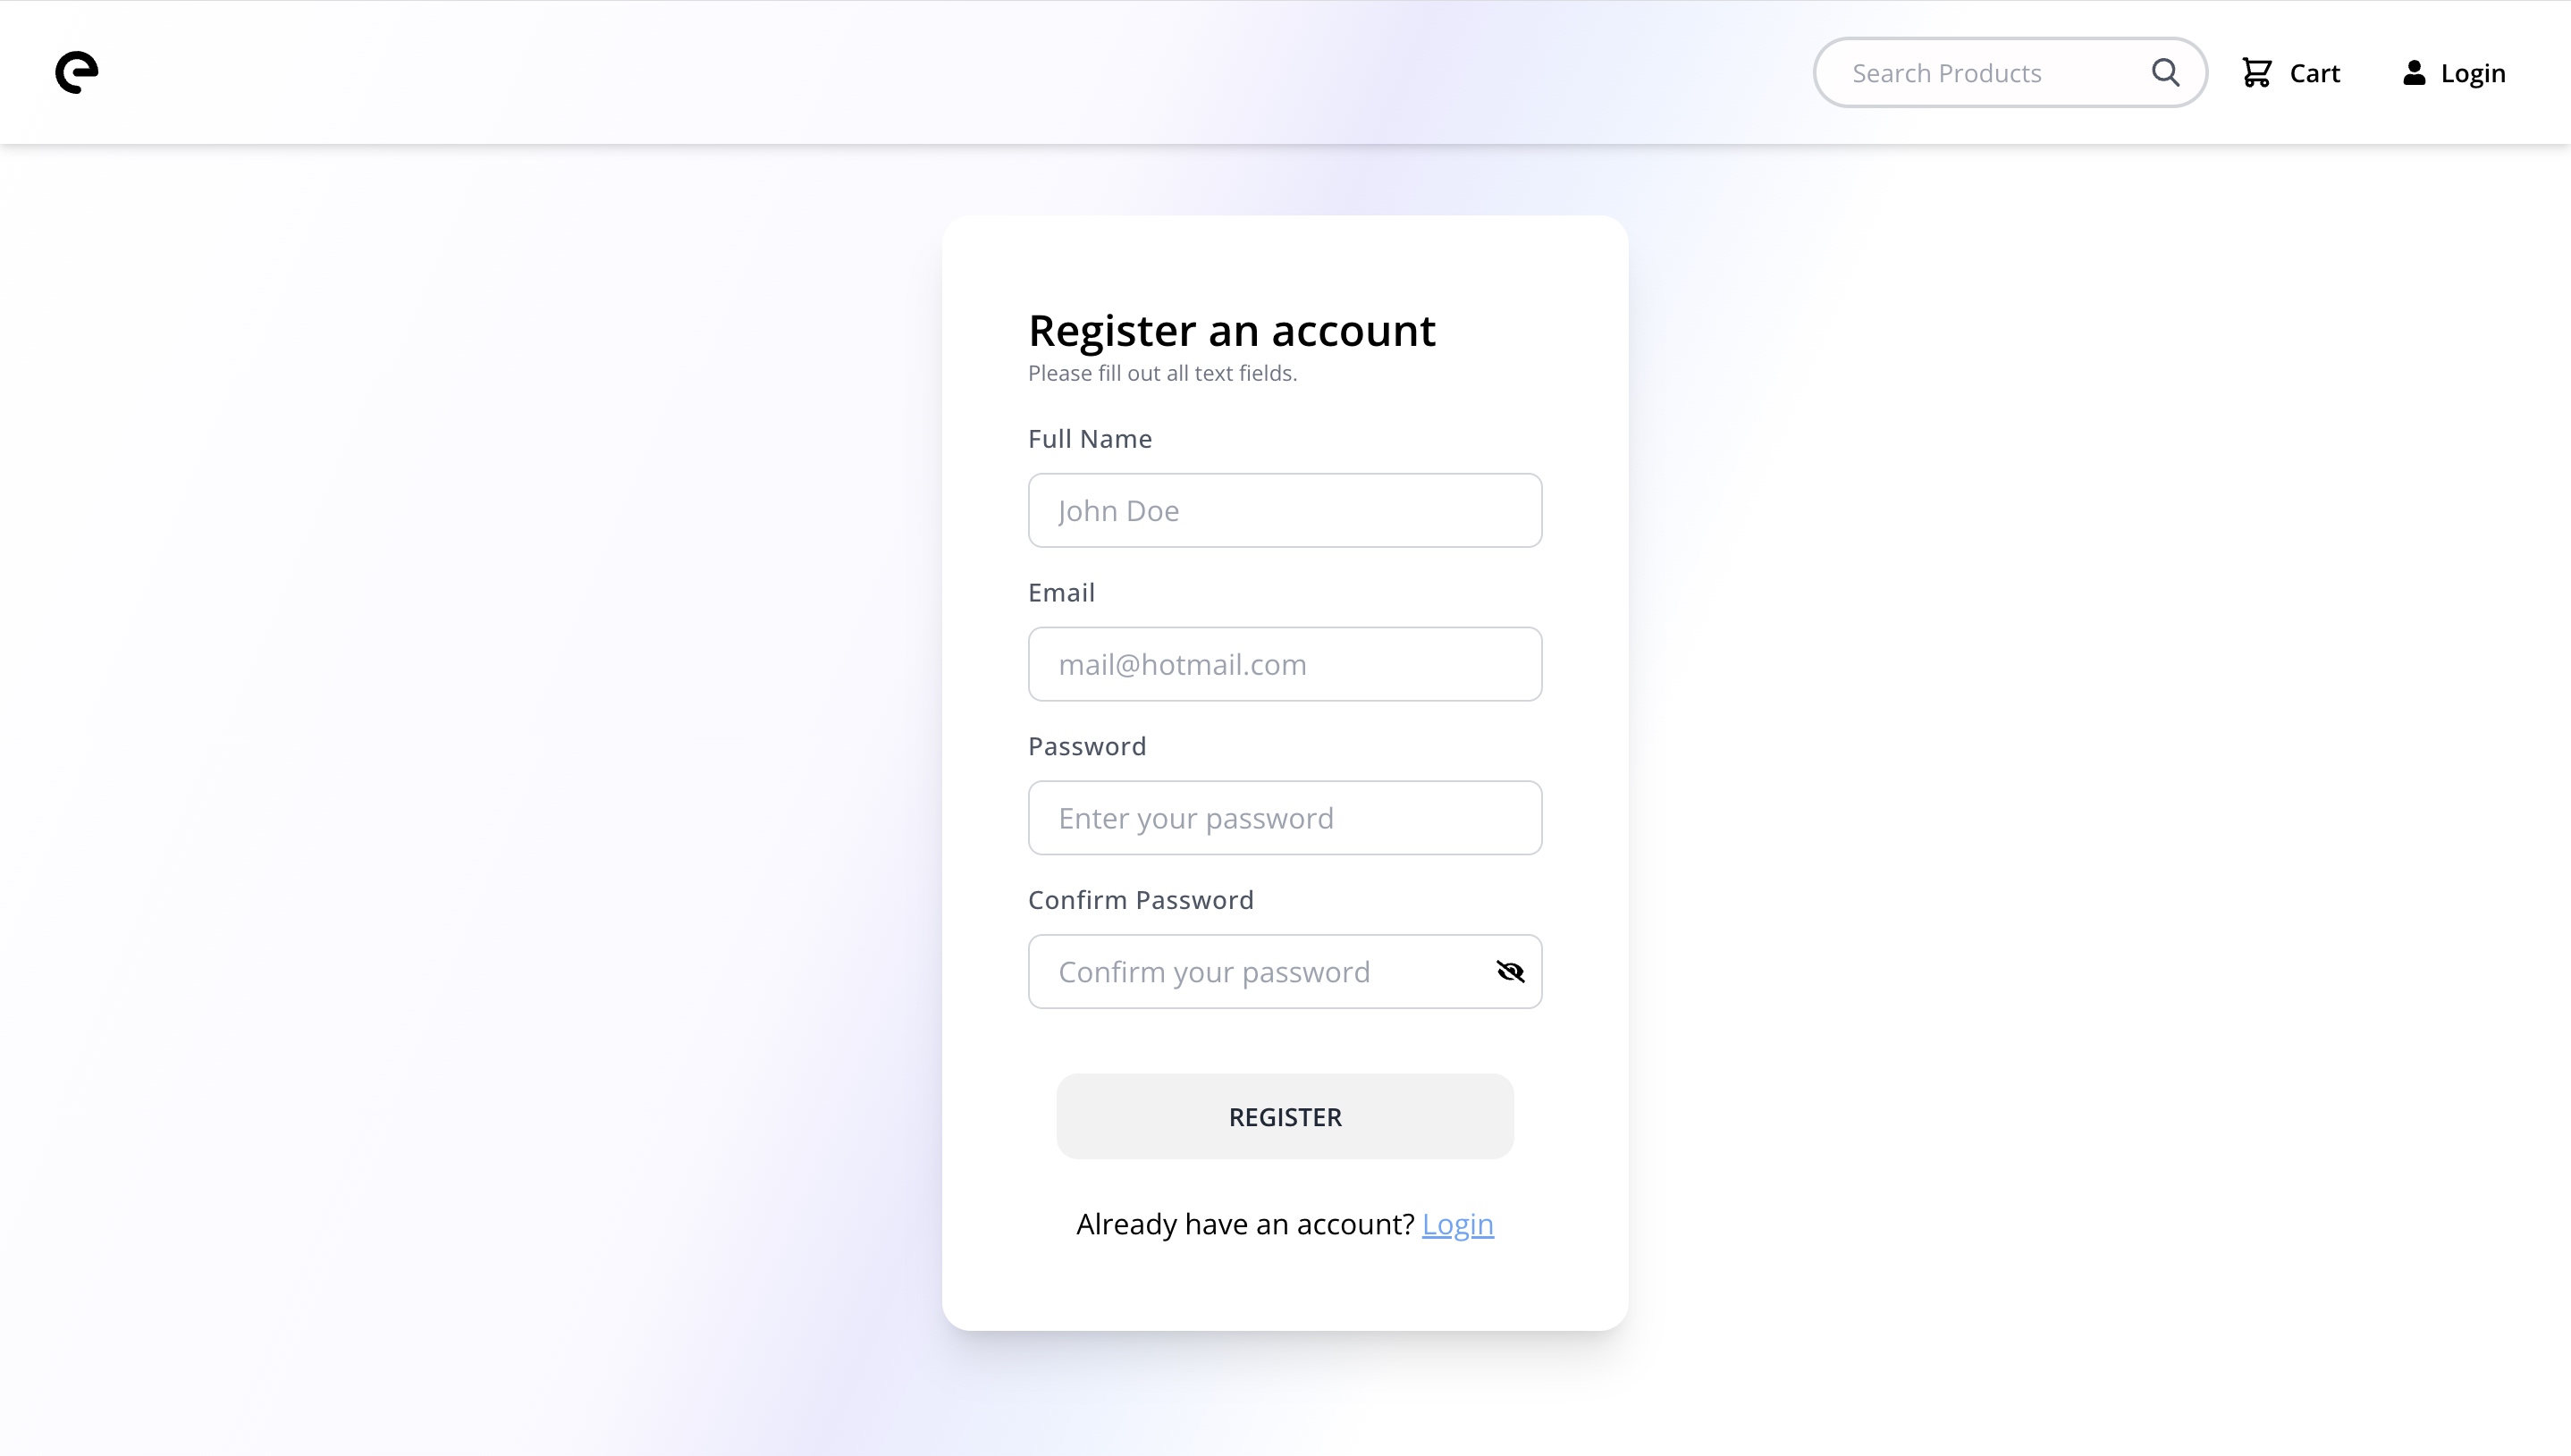 e
Search Products
Cart
Login
Register an account
Please fill out all text fields.
Full Name
John Doe
Email
mail@hotmail.com
Password
Enter your password
Confirm Password
Confirm your password
REGISTER
Already have an account? Login